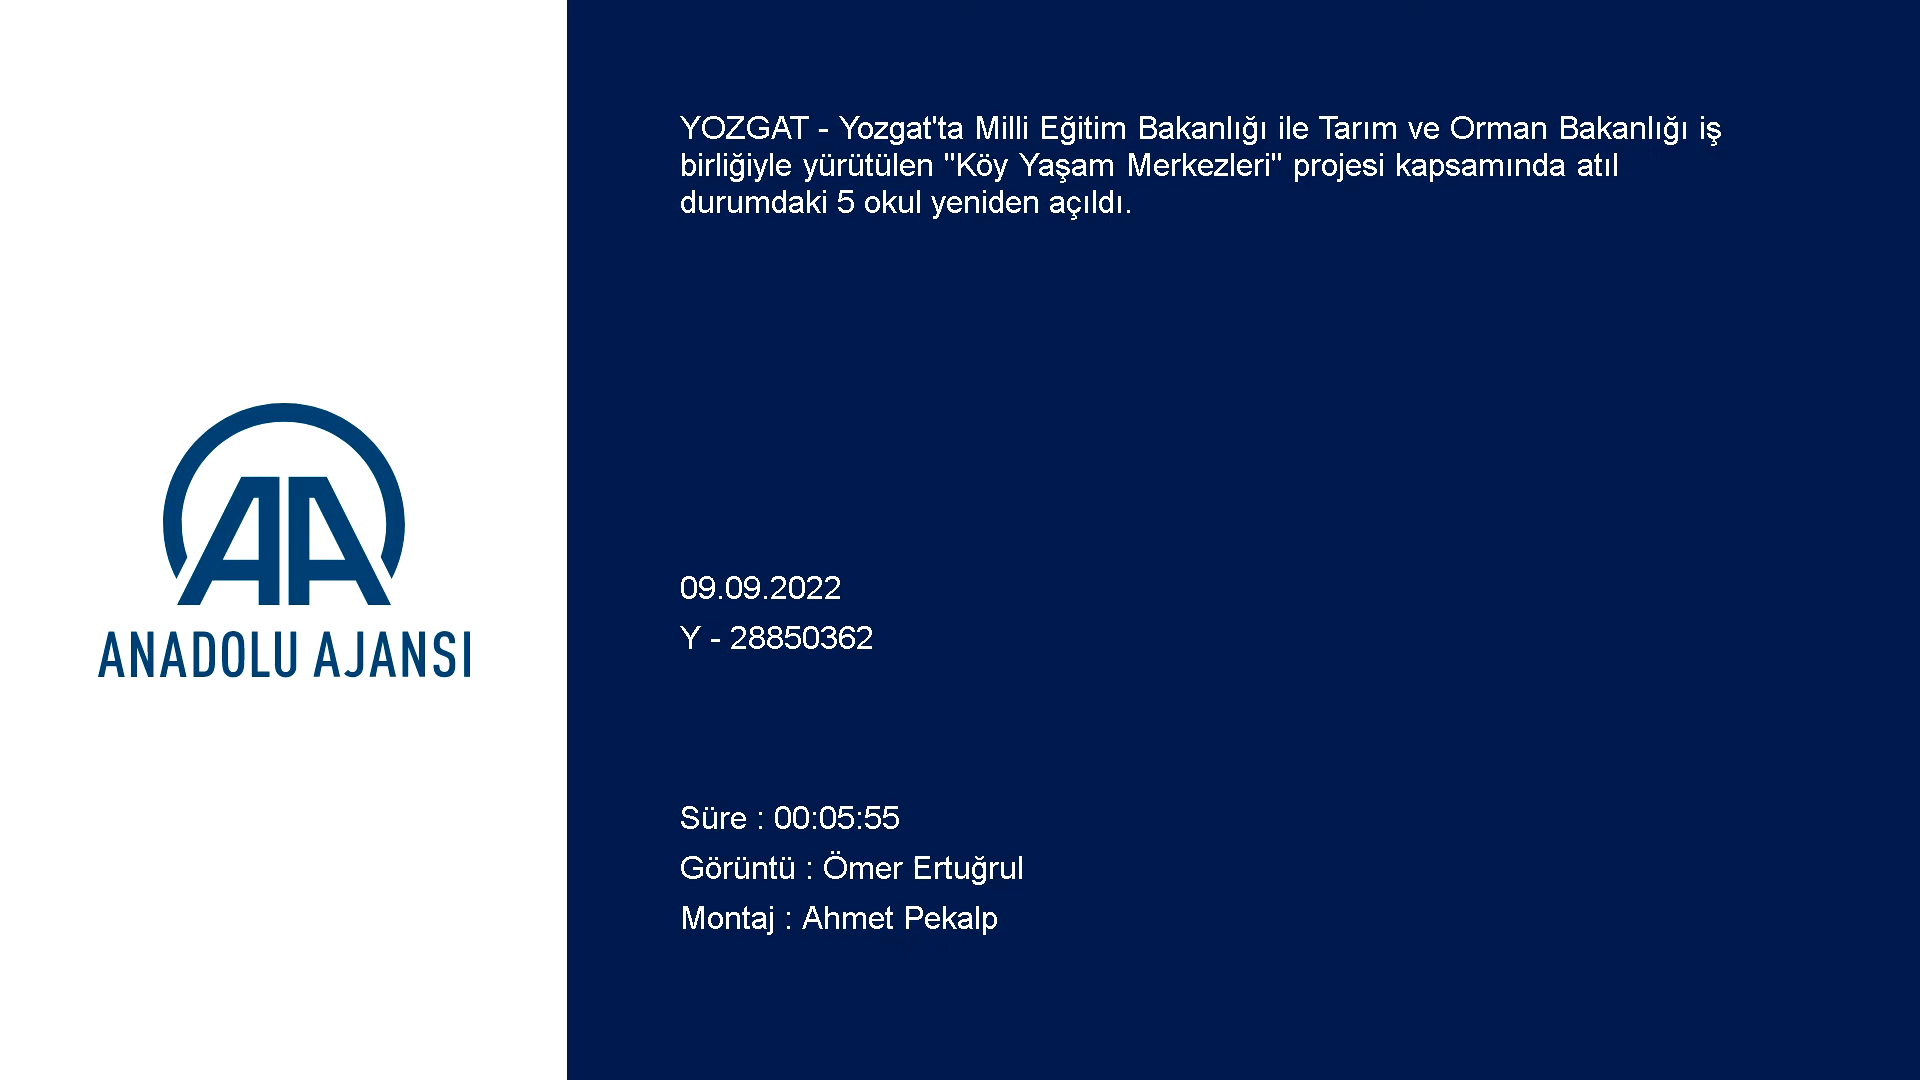 YOZGAT - Yozgat'ta Milli Eğitim Bakanlığı ile Tarım ve Orman Bakanlığı iş
birliğiyle yürütülen "Köy Yaşam Merkezleri" projesi kapsamında atıl
durumdaki 5 okul yeniden açıldı.
AA
ANADOLU AJANSI
09.09.2022
Y - 28850362
Süre : 00:05:55
Görüntü : Ömer Ertuğrul
Montaj : Ahmet Pekalp